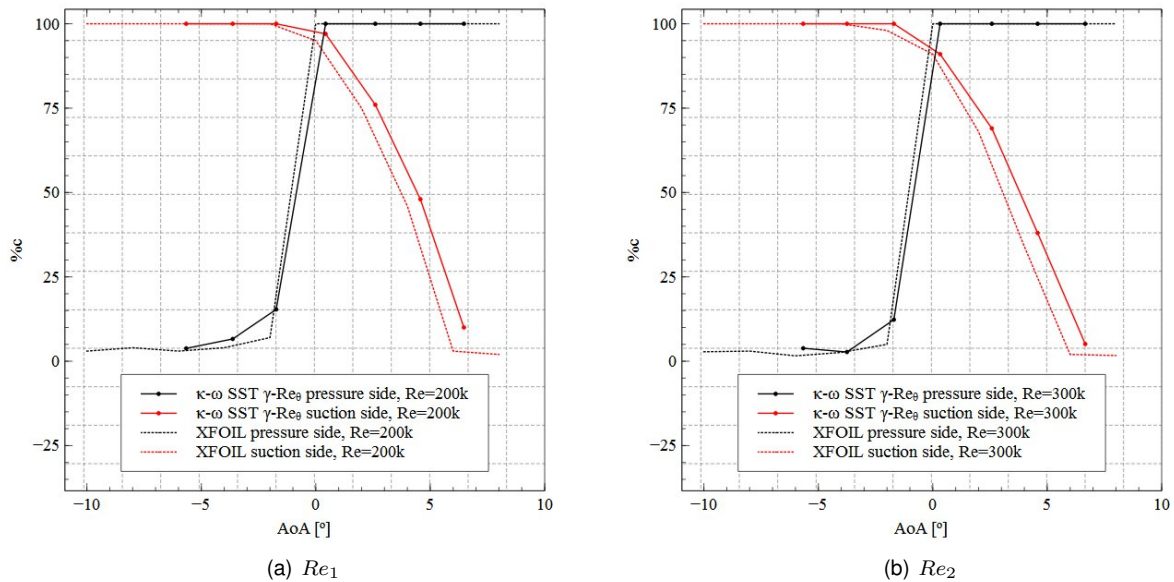 100
75
50
25
0
−25
%c
κ-ω SST γ-Reθ pressure side, Re=200k
κ-ω SST γ-Reθ suction side, Re=200k
XFOIL pressure side, Re=200k
XFOIL suction side, Re=200k
−10 −5 0 5 10
AoA [º]
(a) Re₁
100
75
50
25
0
−25
%c
κ-ω SST γ-Reθ pressure side, Re=300k
κ-ω SST γ-Reθ suction side, Re=300k
XFOIL pressure side, Re=300k
XFOIL suction side, Re=300k
−10 −5 0 5 10
AoA [º]
(b) Re₂